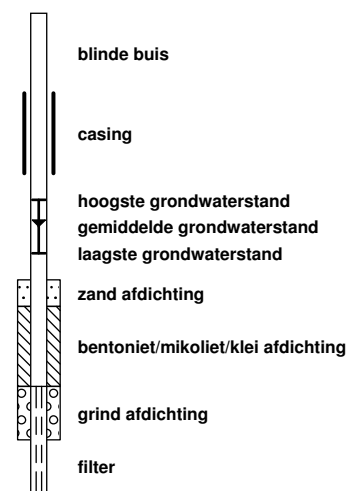 blinde buis
casing
hoogste grondwaterstand
gemiddelde grondwaterstand
laagste grondwaterstand
zand afdichting
bentoniet/mikoliet/klei afdichting
grind afdichting
filter